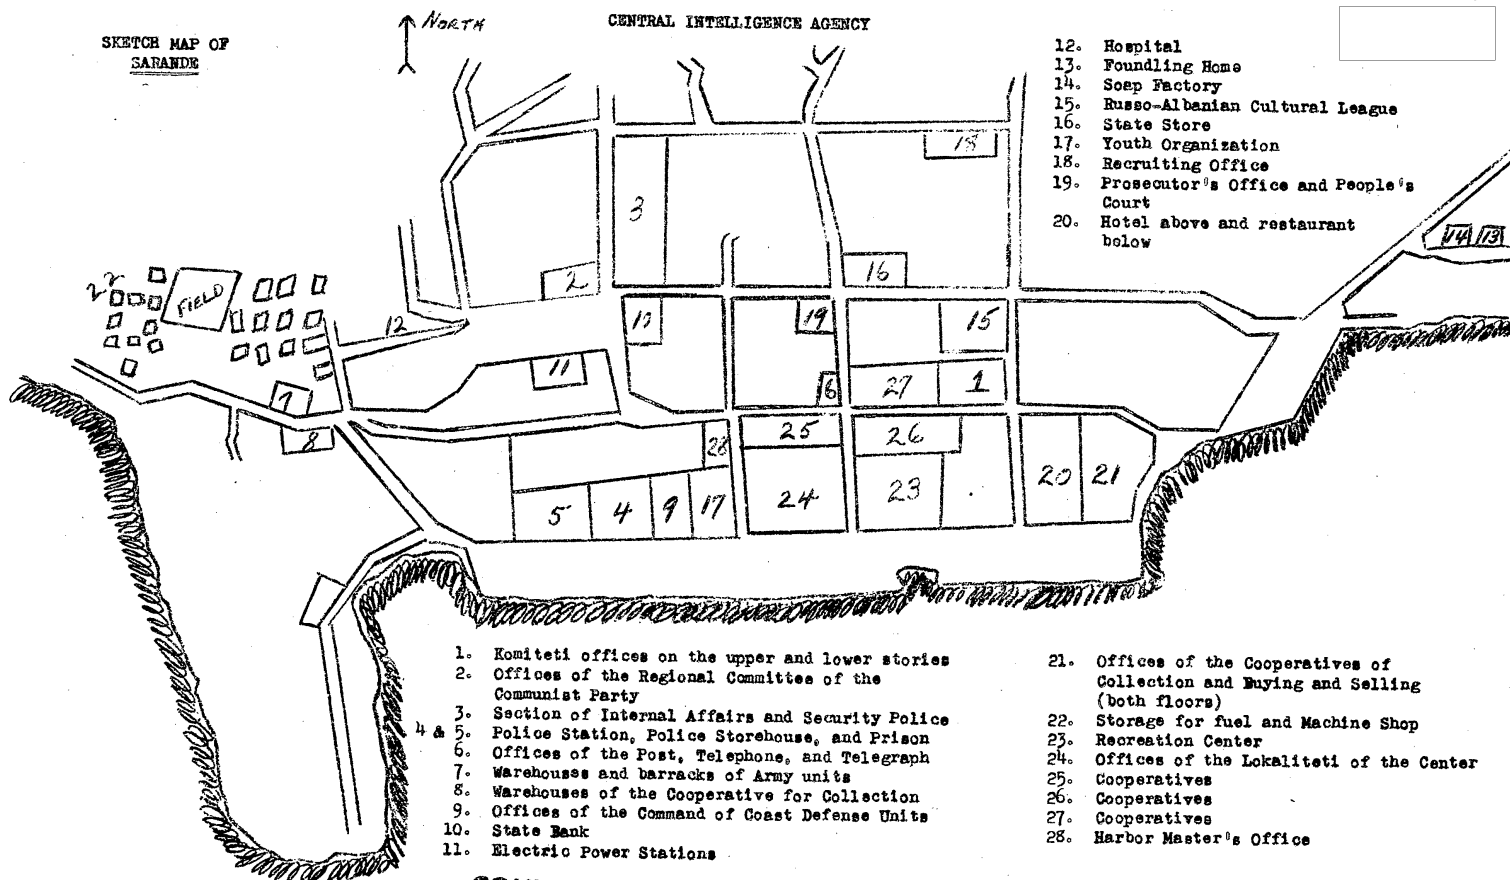 SKETCH MAP OF
SARANDE
NORTH
CENTRAL INTELLIGENCE AGENCY
12. Hospital
13. Foundling Home
14. Soap Factory
15. Russo-Albanian Cultural League
16. State Store
17. Youth Organization
18. Recruiting Office
19. Prosecutor's Office and People's
Court
20. Hotel above and restaurant
below
18
3
14 13
2
16
22
FIELD
12
19
15
11
6
27
1
7
8
25
26
28
5
4
9
17
24
23
20
21
1. Komiteti offices on the upper and lower stories
2. Offices of the Regional Committee of the
Communist Party
3. Section of Internal Affairs and Security Police
4 & 5. Police Station, Police Storehouse, and Prison
6. Offices of the Post, Telephone, and Telegraph
7. Warehouses and barracks of Army units
8. Warehouses of the Cooperative for Collection
9. Offices of the Command of Coast Defense Units
10. State Bank
11. Electric Power Stations
21. Offices of the Cooperatives of
Collection and Buying and Selling
(both floors)
22. Storage for fuel and Machine Shop
23. Recreation Center
24. Offices of the Lokaliteti of the Center
25. Cooperatives
26. Cooperatives
27. Cooperatives
28. Harbor Master's Office